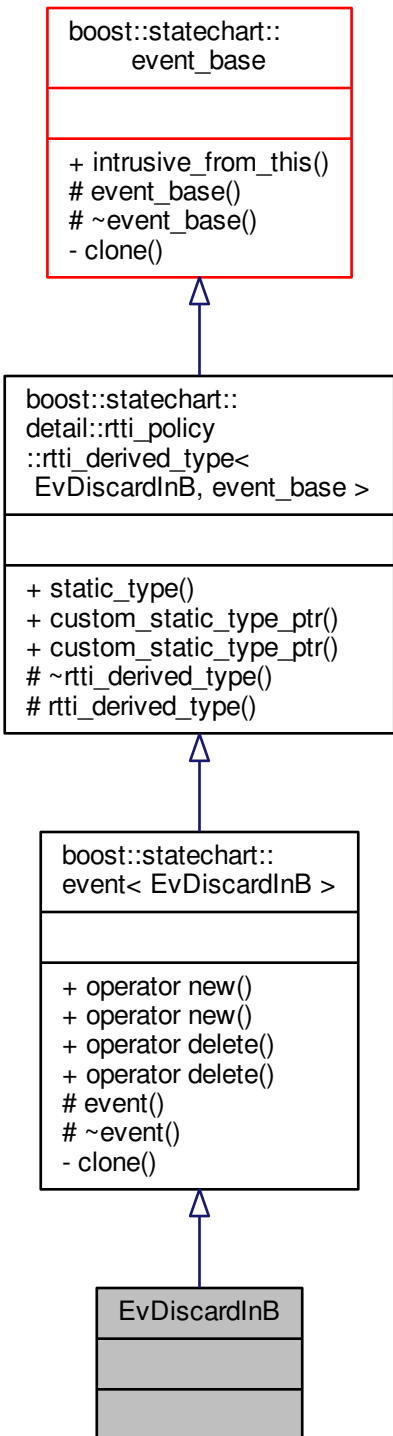 boost::statechart::
event_base
+ intrusive_from_this()
# event_base()
# ~event_base()
- clone()
boost::statechart::
detail::rtti_policy
::rtti_derived_type<
EvDiscardInB, event_base >
+ static_type()
+ custom_static_type_ptr()
+ custom_static_type_ptr()
# ~rtti_derived_type()
# rtti_derived_type()
boost::statechart::
event< EvDiscardInB >
+ operator new()
+ operator new()
+ operator delete()
+ operator delete()
# event()
# ~event()
- clone()
EvDiscardInB